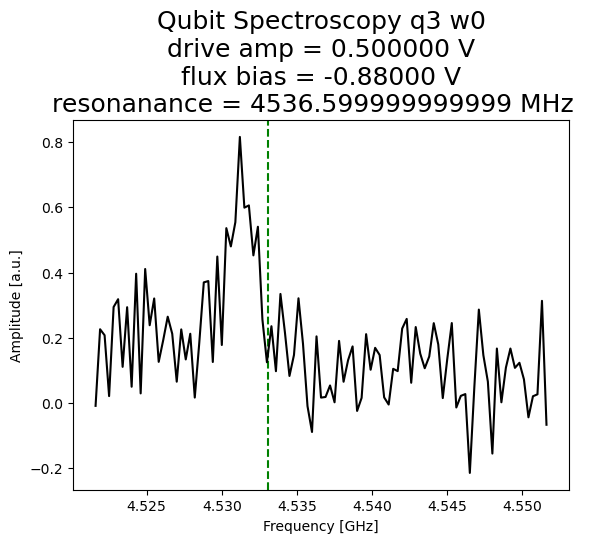 Qubit Spectroscopy q3 w0
drive amp = 0.500000 V
flux bias = -0.88000 V
resonanance = 4536.599999999999 MHz
0.8
0.6
0.4
0.2
0.0
−0.2
Amplitude [a.u.]
4.525 4.530 4.535 4.540 4.545 4.550
Frequency [GHz]